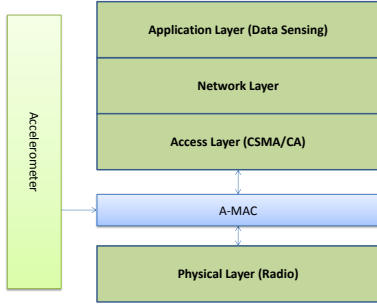 Accelerometer
Application Layer (Data Sensing)
Network Layer
Access Layer (CSMA/CA)
A-MAC
Physical Layer (Radio)